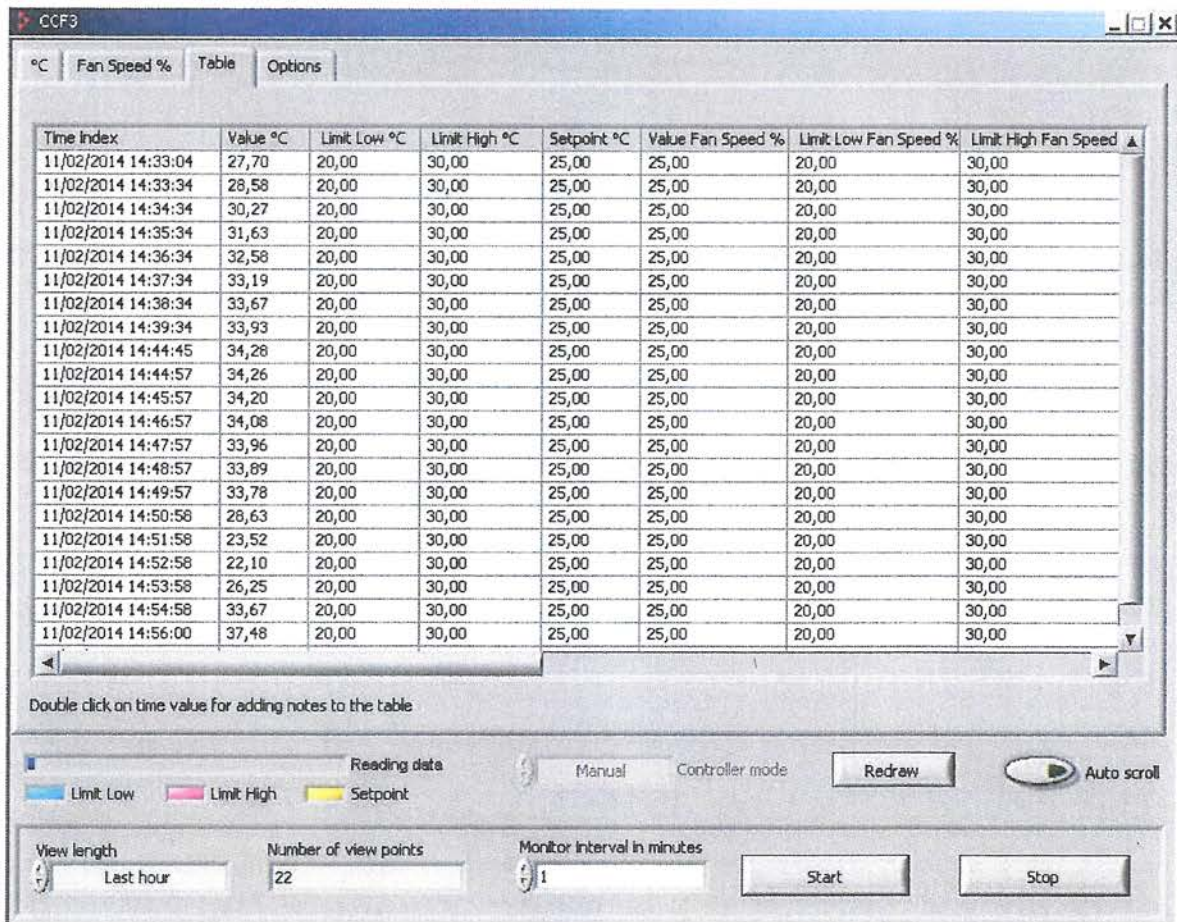 CCF3
°C Fan Speed % Table Options
Time Index Value °C Limit Low °C Limit High °C Setpoint °C Value Fan Speed % Limit Low Fan Speed % Limit High Fan Speed
11/02/2014 14:33:04 27,70 20,00 30,00 25,00 25,00 20,00 30,00
11/02/2014 14:33:34 28,58 20,00 30,00 25,00 25,00 20,00 30,00
11/02/2014 14:34:34 30,27 20,00 30,00 25,00 25,00 20,00 30,00
11/02/2014 14:35:34 31,63 20,00 30,00 25,00 25,00 20,00 30,00
11/02/2014 14:36:34 32,58 20,00 30,00 25,00 25,00 20,00 30,00
11/02/2014 14:37:34 33,19 20,00 30,00 25,00 25,00 20,00 30,00
11/02/2014 14:38:34 33,67 20,00 30,00 25,00 25,00 20,00 30,00
11/02/2014 14:39:34 33,93 20,00 30,00 25,00 25,00 20,00 30,00
11/02/2014 14:44:45 34,28 20,00 30,00 25,00 25,00 20,00 30,00
11/02/2014 14:44:57 34,26 20,00 30,00 25,00 25,00 20,00 30,00
11/02/2014 14:45:57 34,20 20,00 30,00 25,00 25,00 20,00 30,00
11/02/2014 14:46:57 34,08 20,00 30,00 25,00 25,00 20,00 30,00
11/02/2014 14:47:57 33,96 20,00 30,00 25,00 25,00 20,00 30,00
11/02/2014 14:48:57 33,89 20,00 30,00 25,00 25,00 20,00 30,00
11/02/2014 14:49:57 33,78 20,00 30,00 25,00 25,00 20,00 30,00
11/02/2014 14:50:58 28,63 20,00 30,00 25,00 25,00 20,00 30,00
11/02/2014 14:51:58 23,52 20,00 30,00 25,00 25,00 20,00 30,00
11/02/2014 14:52:58 22,10 20,00 30,00 25,00 25,00 20,00 30,00
11/02/2014 14:53:58 26,25 20,00 30,00 25,00 25,00 20,00 30,00
11/02/2014 14:54:58 33,67 20,00 30,00 25,00 25,00 20,00 30,00
11/02/2014 14:56:00 37,48 20,00 30,00 25,00 25,00 20,00 30,00
Double click on time value for adding notes to the table
Reading data Manual Controller mode Redraw Auto scroll
Limit Low Limit High Setpoint
View length Number of view points Monitor interval in minutes
Last hour 22 1 Start Stop